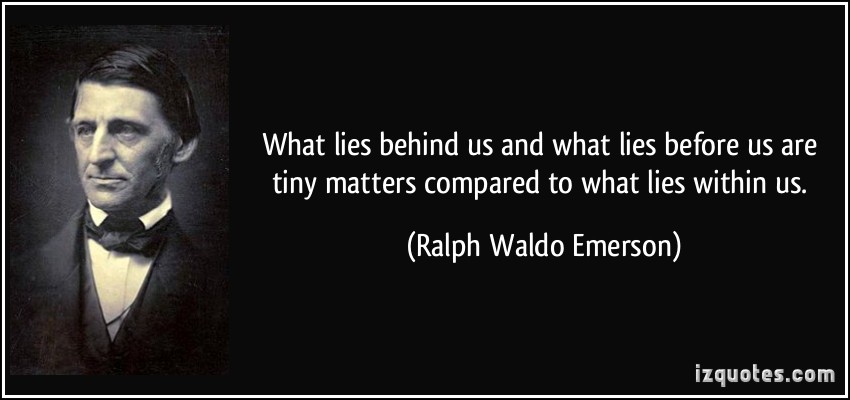 What lies behind us and what lies before us are
tiny matters compared to what lies within us.
(Ralph Waldo Emerson)
izquotes.com